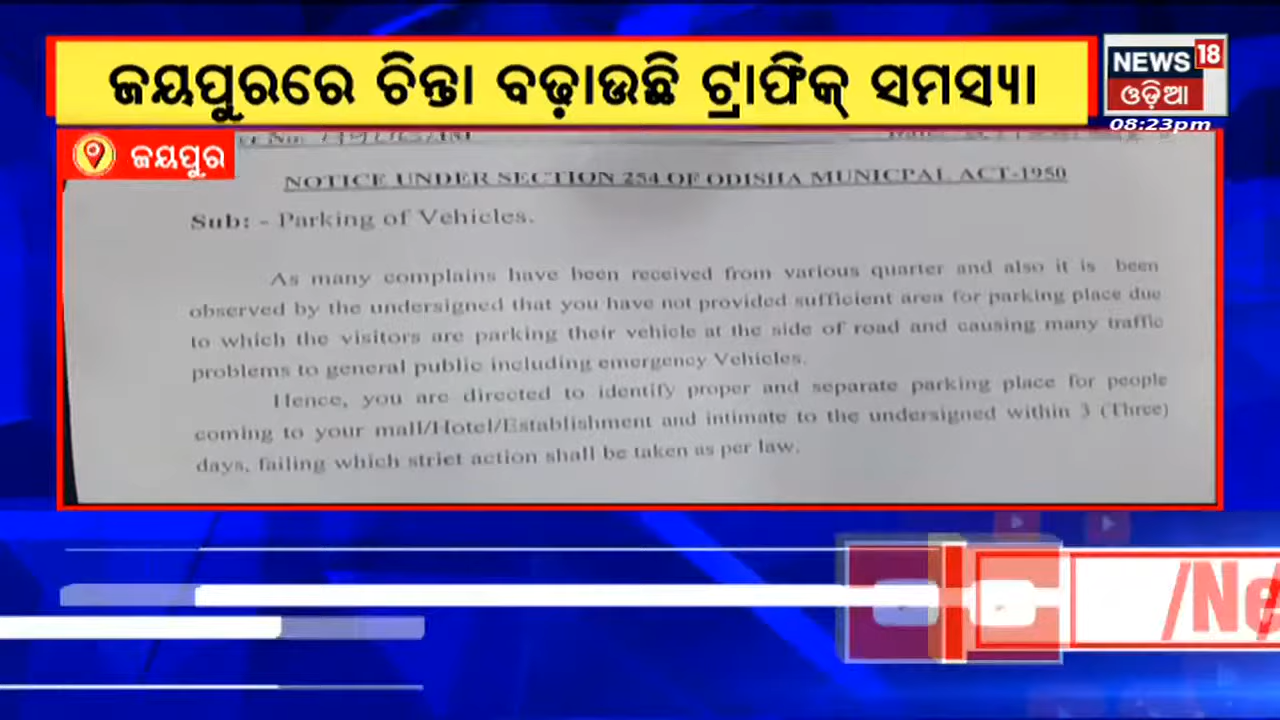 ଜୟପୁରରେ ଚିନ୍ତା ବଢ଼ାଉଛି ଟ୍ରାଫିକ୍ ସମସ୍ୟା
NEWS 18
ଓଡ଼ିଆ
08:23pm
ଜୟପୁର
NOTICE UNDER SECTION 254 OF ODISHA MUNICPAL ACT-1950
Sub: - Parking of Vehicles.
As many complains have been received from various quarter and also it is been
observed by the undersigned that you have not provided sufficient area for parking place due
to which the visitors are parking their vehicle at the side of road and causing many traffic
problems to general public including emergency Vehicles.
Hence, you are directed to identify proper and separate parking place for people
coming to your mall/Hotel/Establishment and intimate to the undersigned within 3 (Three)
days, failing which strict action shall be taken as per law.
/Ne